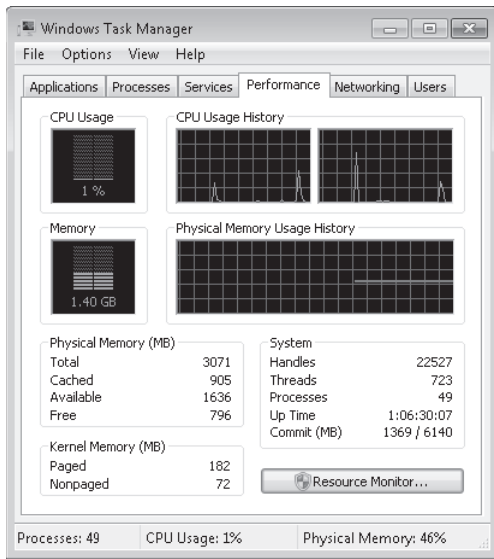 Windows Task Manager
File Options View Help
Applications Processes Services Performance Networking Users
CPU Usage
1 %
CPU Usage History
Memory
1.40 GB
Physical Memory Usage History
Physical Memory (MB)
Total 3071
Cached 905
Available 1636
Free 796
Kernel Memory (MB)
Paged 182
Nonpaged 72
System
Handles 22527
Threads 723
Processes 49
Up Time 1:06:30:07
Commit (MB) 1369 / 6140
Resource Monitor...
Processes: 49 CPU Usage: 1% Physical Memory: 46%